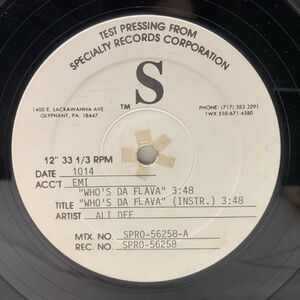 TEST PRESSING FROM
SPECIALTY RECORDS CORPORATION
S
TM
1400 E. LACKAWANNA AVE.
OLYPHANT, PA. 18447
PHONE: (717) 383 3291
TWX 510-671-4580
12" 33 1/3 RPM
DATE 1014
ACC'T EMI
"WHO'S DA FLAVA" 3:48
TITLE "WHO'S DA FLAVA" (INSTR.) 3:48
ARTIST ALI DEE
MTX. NO. SPRO-56258-A
REC. NO. SPRO-56258